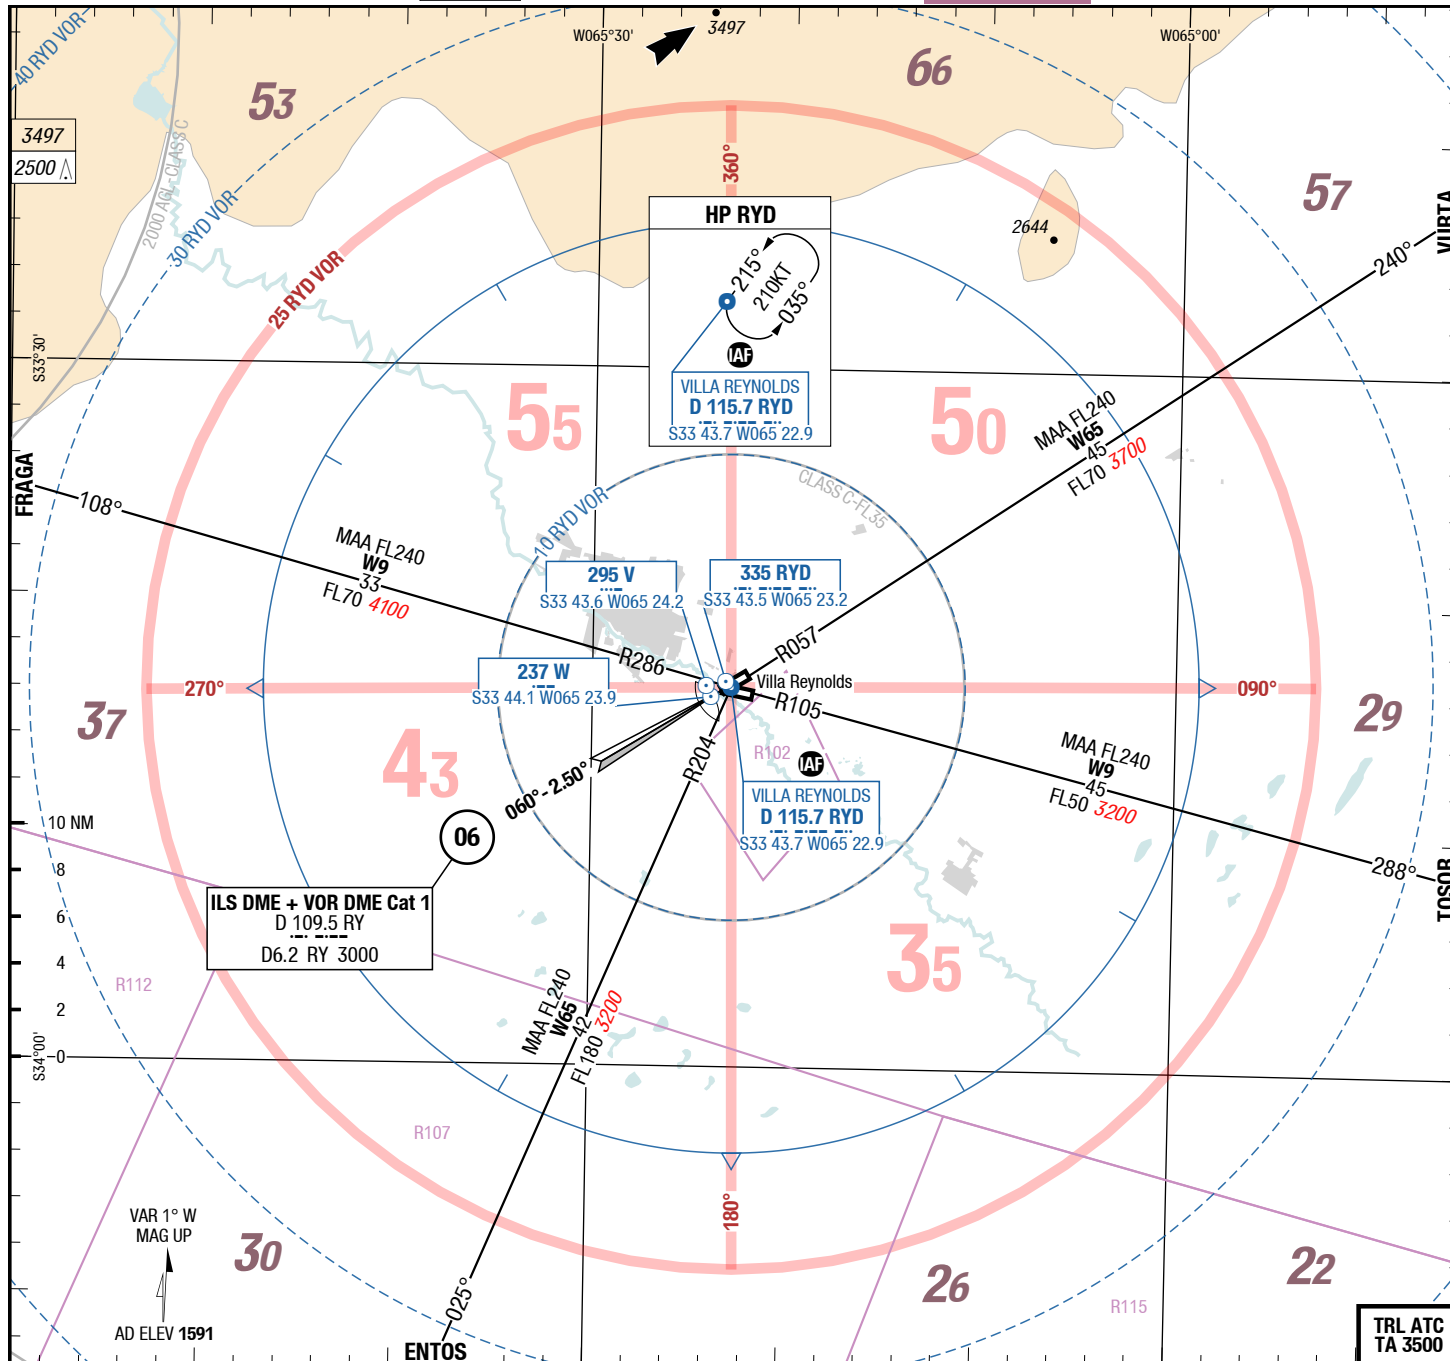 W065°30'
3497
W065°00'
40 RYD VOR
53
66
3497
2500
2000 AGL-CLASS C
360°
57
30 RYD VOR
HP RYD
2644
VURTA
25 RYD VOR
215°
210KT
035°
240°
IAF
S33°30'
VILLA REYNOLDS
D 115.7 RYD
S33 43.7 W065 22.9
55
50
MAA FL240
W65
45
FL70 3700
FRAGA
108°
CLASS C-FL35
10 RYD VOR
MAA FL240
W9
33
FL70 4100
295 V
S33 43.6 W065 24.2
335 RYD
S33 43.5 W065 23.2
R057
R286
237 W
S33 44.1 W065 23.9
Villa Reynolds
270°
090°
R105
37
29
R204
R102
43
MAA FL240
W9
45
FL50 3200
IAF
060°- 2.50°
VILLA REYNOLDS
D 115.7 RYD
S33 43.7 W065 22.9
10 NM
06
8
288°
TOSOR
ILS DME + VOR DME Cat 1
D 109.5 RY
D6.2 RY 3000
6
35
4
R112
MAA FL240
W65
42
FL180 3200
2
S34°00'
0
R107
180°
VAR 1° W
MAG UP
30
26
22
025°
R115
AD ELEV 1591
ENTOS
TRL ATC
TA 3500